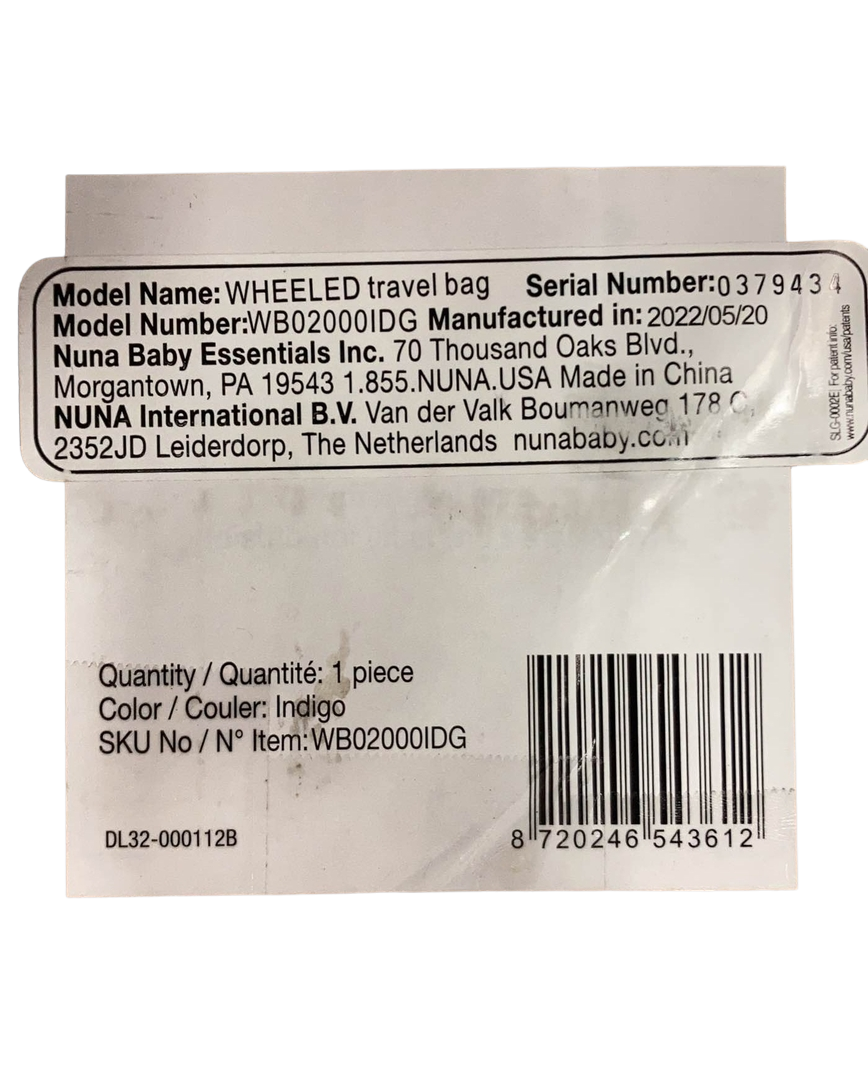 Model Name: WHEELED travel bag Serial Number:0379434
Model Number:WB02000IDG Manufactured in: 2022/05/20
Nuna Baby Essentials Inc. 70 Thousand Oaks Blvd.,
Morgantown, PA 19543 1.855.NUNA.USA Made in China
NUNA International B.V. Van der Valk Boumanweg 178 C,
2352JD Leiderdorp, The Netherlands nunababy.com
SLG-0002E For patent info:
www.nunababy.com/usa/patents
Quantity / Quantité: 1 piece
Color / Couler: Indigo
SKU No / N° Item:WB02000IDG
DL32-000112B
8 720246 543612